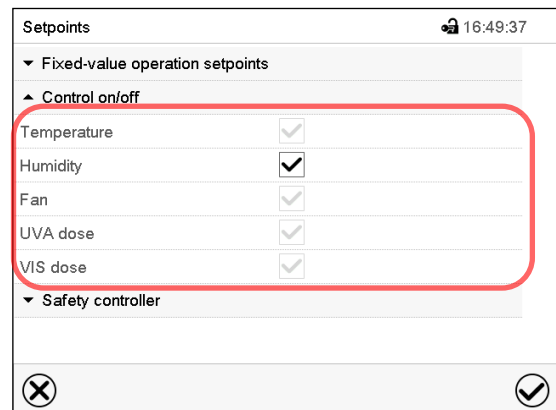 Setpoints 16:49:37
Fixed-value operation setpoints
Control on/off
Temperature
Humidity
Fan
UVA dose
VIS dose
Safety controller